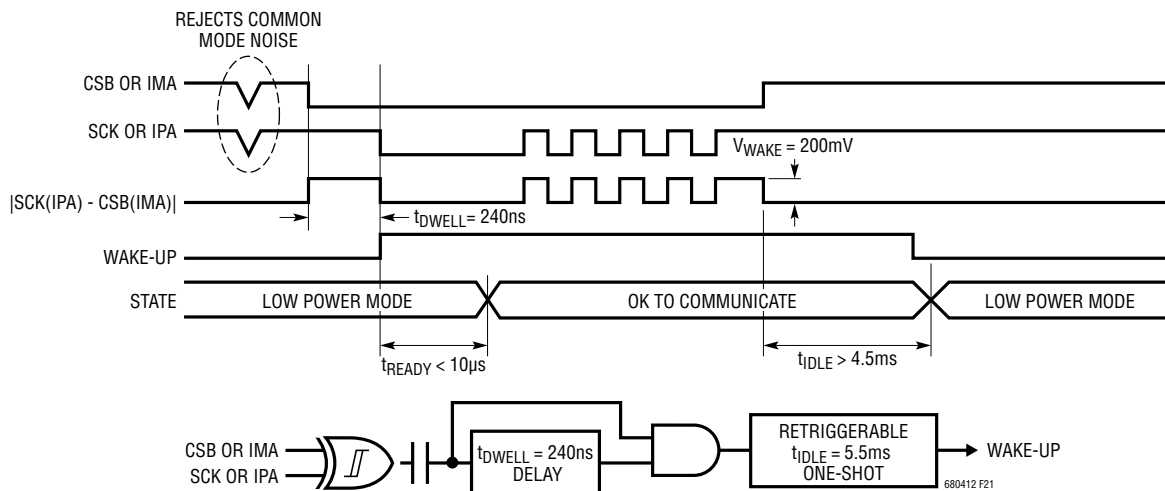 REJECTS COMMON
MODE NOISE
CSB OR IMA
SCK OR IPA
VWAKE = 200mV
|SCK(IPA) - CSB(IMA)|
tDWELL = 240ns
WAKE-UP
STATE
LOW POWER MODE
OK TO COMMUNICATE
LOW POWER MODE
tREADY < 10µs
tIDLE > 4.5ms
CSB OR IMA
SCK OR IPA
tDWELL = 240ns
DELAY
RETRIGGERABLE
tIDLE = 5.5ms
ONE-SHOT
WAKE-UP
680412 F21